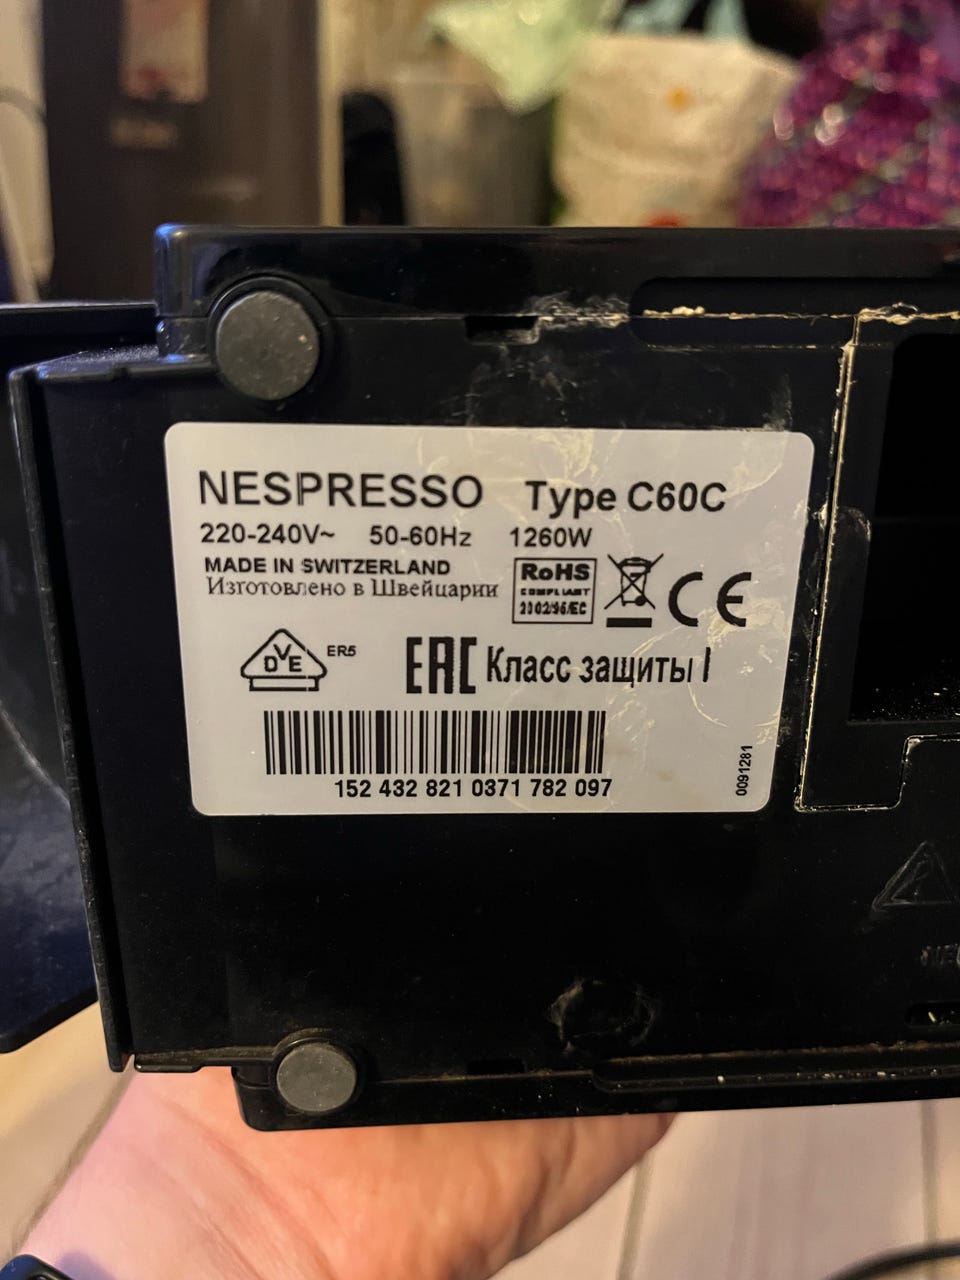 NESPRESSO Type C60C
220-240V~ 50-60Hz 1260W
MADE IN SWITZERLAND
Изготовлено в Швейцарии
RoHS
COMPLIANT
2002/95/EC
CE
DVE
ER5
EAC
Класс защиты I
152 432 821 0371 782 097
0091281